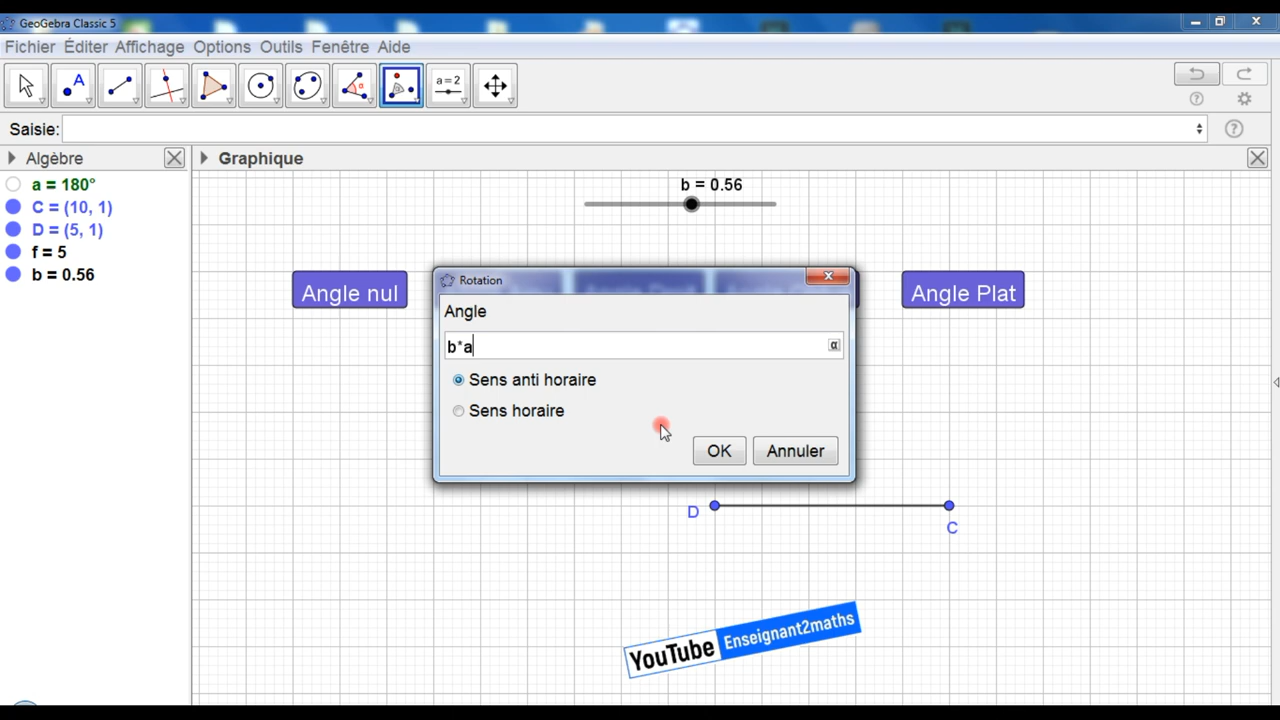 GeoGebra Classic 5
Fichier Éditer Affichage Options Outils Fenêtre Aide
A
a = 2
Saisie:
Algèbre
Graphique
a = 180°
C = (10, 1)
D = (5, 1)
f = 5
b = 0.56
b = 0.56
Angle nul
Angle Plat
Rotation
Angle
b*a
α
Sens anti horaire
Sens horaire
OK
Annuler
D
C
YouTube Enseignant2maths